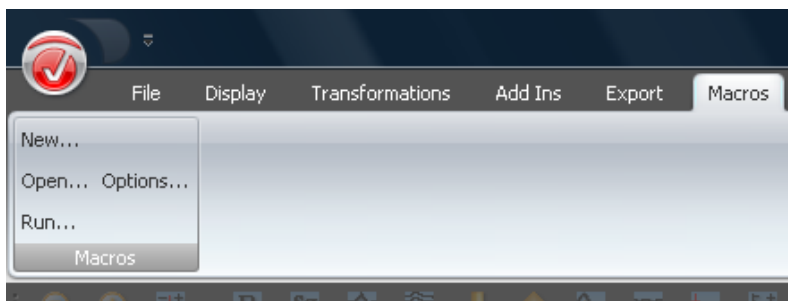 File Display Transformations Add Ins Export Macros
New...
Open... Options...
Run...
Macros